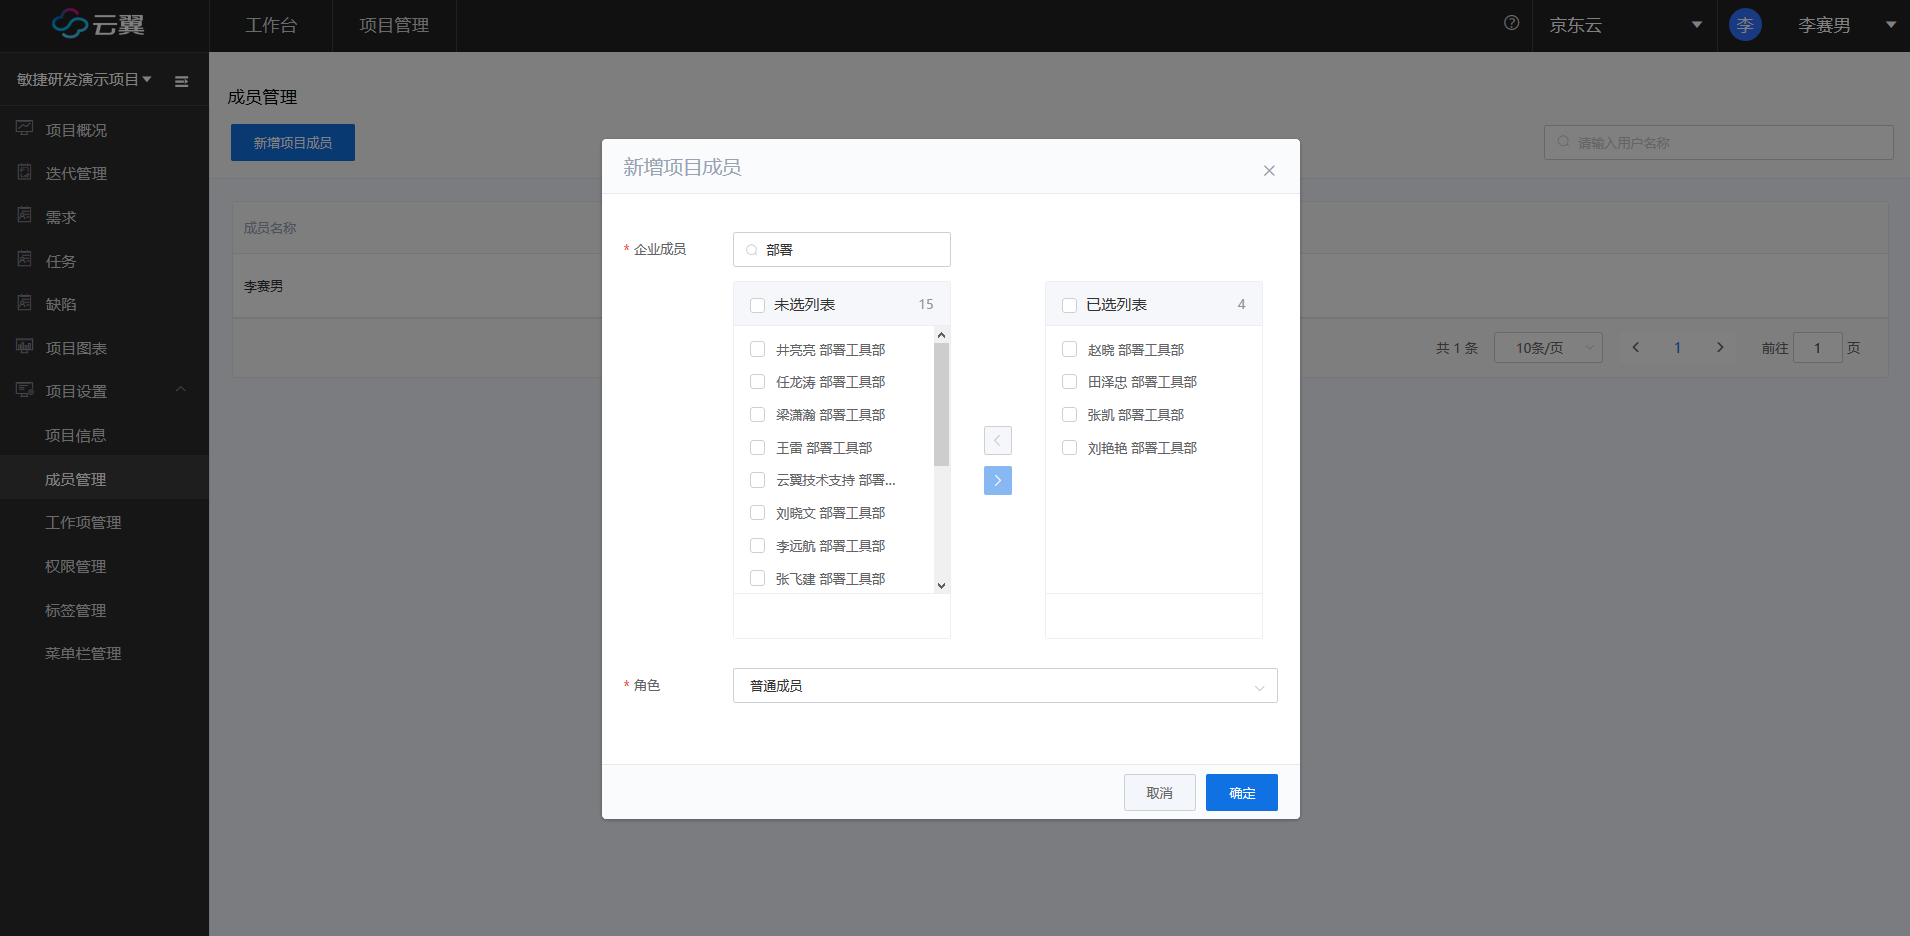 云翼
工作台
项目管理
京东云
李
李赛男
敏捷研发演示项目
项目概况
迭代管理
需求
任务
缺陷
项目图表
项目设置
项目信息
成员管理
工作项管理
权限管理
标签管理
菜单栏管理
成员管理
新增项目成员
请输入用户名称
成员名称
李赛男
共 1 条
10条/页
1
前往
1
页
新增项目成员
* 企业成员
部署
未选列表
15
井亮亮 部署工具部
任龙涛 部署工具部
梁潇瀚 部署工具部
王雷 部署工具部
云翼技术支持 部署...
刘晓文 部署工具部
李远航 部署工具部
张飞建 部署工具部
已选列表
4
赵晓 部署工具部
田泽忠 部署工具部
张凯 部署工具部
刘艳艳 部署工具部
* 角色
普通成员
取消
确定